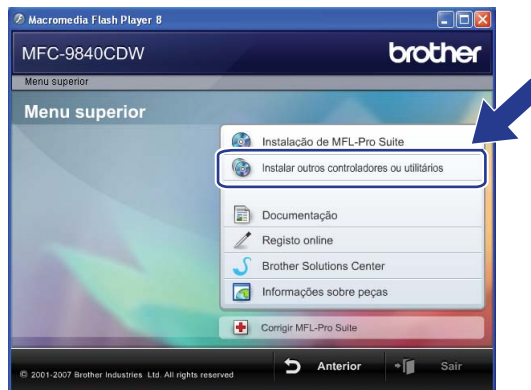 Macromedia Flash Player 8
MFC-9840CDW
brother
Menu superior
Menu superior
Instalação de MFL-Pro Suite
Instalar outros controladores ou utilitários
Documentação
Registo online
Brother Solutions Center
Informações sobre peças
Corrigir MFL-Pro Suite
© 2001-2007 Brother Industries Ltd. All rights reserved
Anterior
Sair